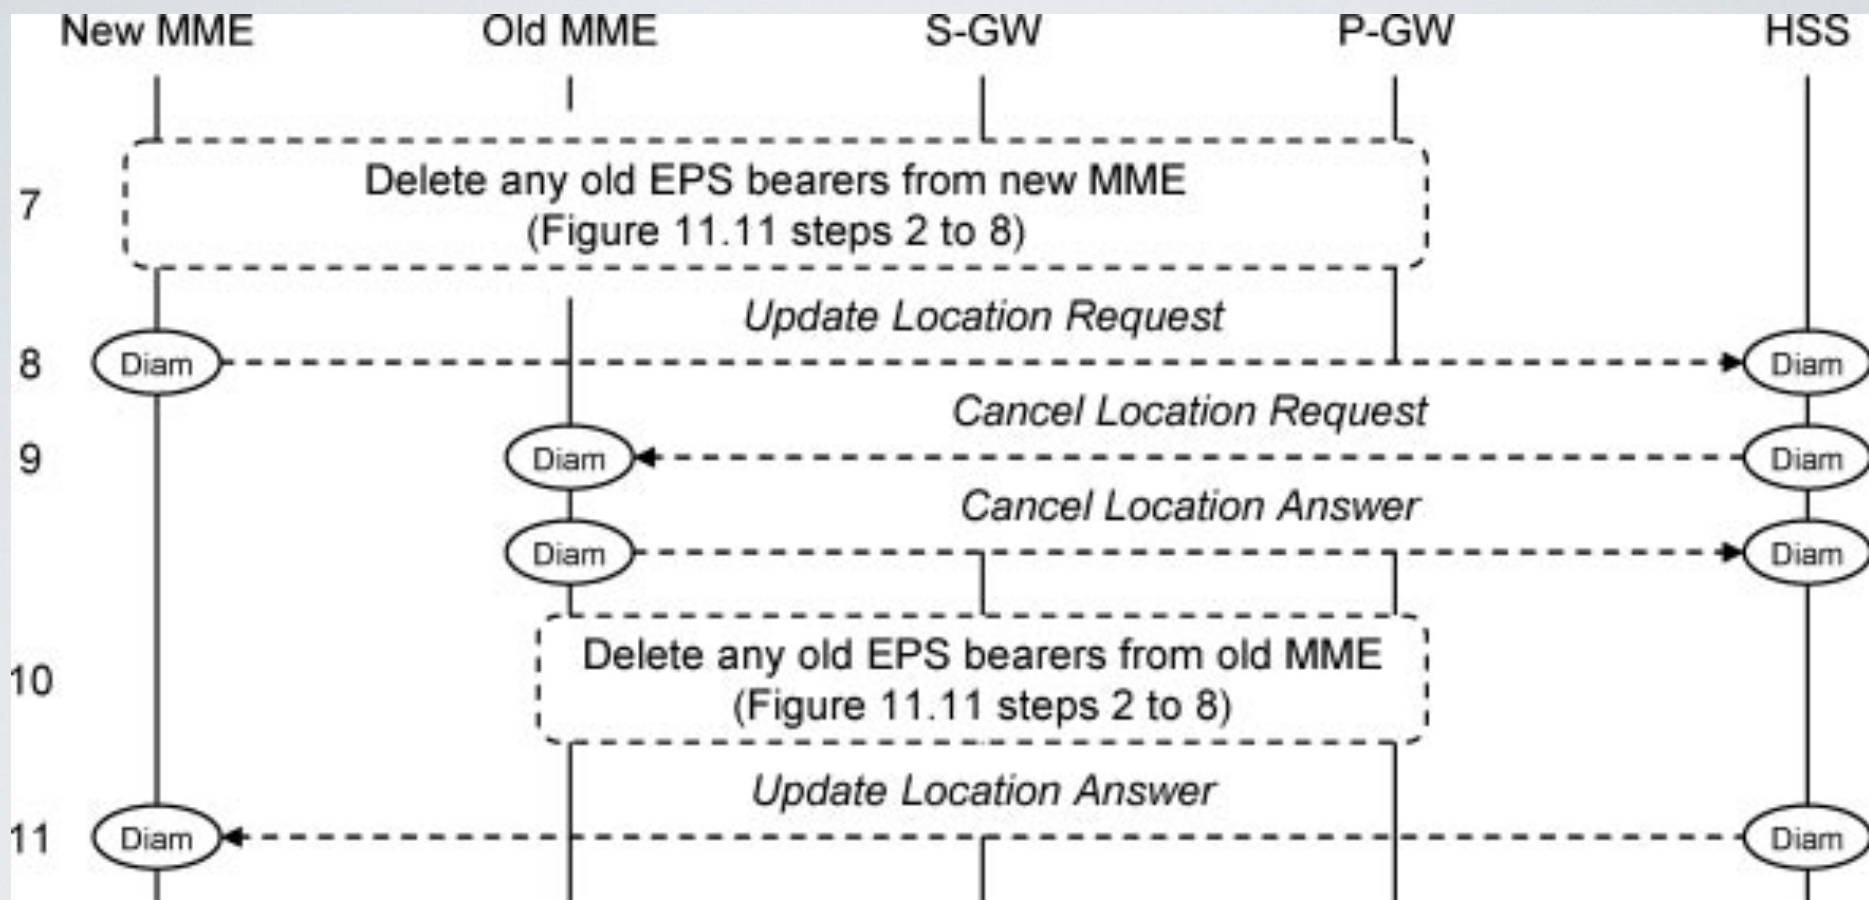 New MME Old MME S-GW P-GW HSS
7
Delete any old EPS bearers from new MME
(Figure 11.11 steps 2 to 8)
Update Location Request
8 Diam Diam
Cancel Location Request
9 Diam Diam
Cancel Location Answer
Diam Diam
10
Delete any old EPS bearers from old MME
(Figure 11.11 steps 2 to 8)
Update Location Answer
11 Diam Diam